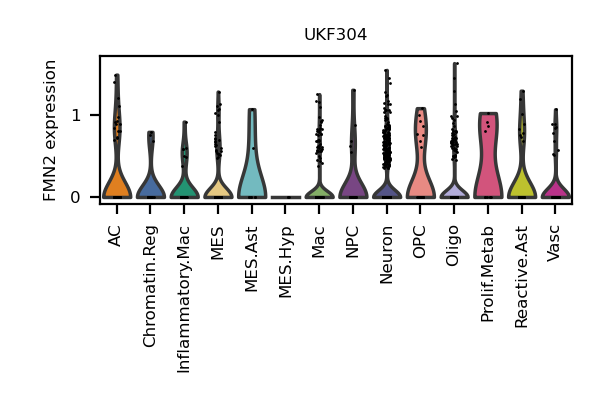 UKF304
FMN2 expression
1
0
AC
Chromatin.Reg
Inflammatory.Mac
MES
MES.Ast
MES.Hyp
Mac
NPC
Neuron
OPC
Oligo
Prolif.Metab
Reactive.Ast
Vasc